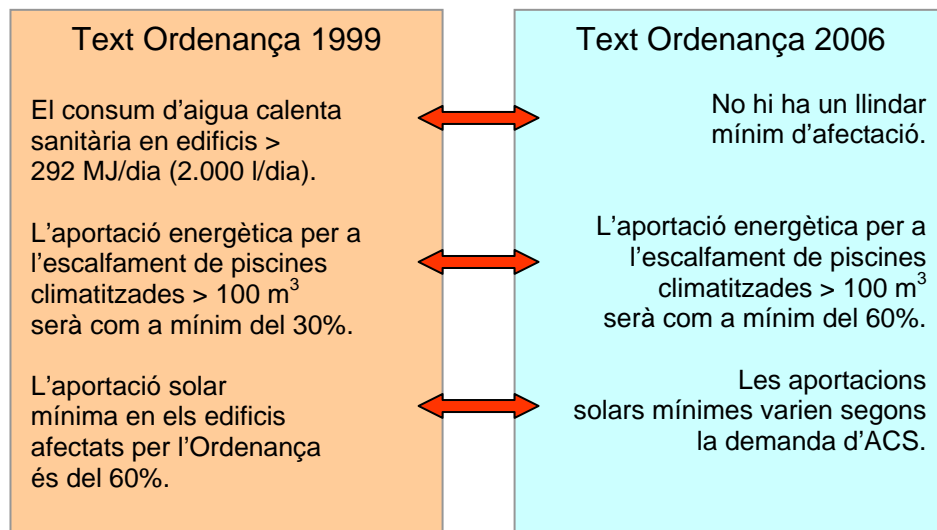 Text Ordenança 1999
El consum d'aigua calenta
sanitària en edificis >
292 MJ/dia (2.000 l/dia).
L'aportació energètica per a
l'escalfament de piscines
climatitzades > 100 m³
serà com a mínim del 30%.
L'aportació solar
mínima en els edificis
afectats per l'Ordenança
és del 60%.
Text Ordenança 2006
No hi ha un llindar
mínim d'afectació.
L'aportació energètica per a
l'escalfament de piscines
climatitzades > 100 m³
serà com a mínim del 60%.
Les aportacions
solars mínimes varien segons
la demanda d'ACS.